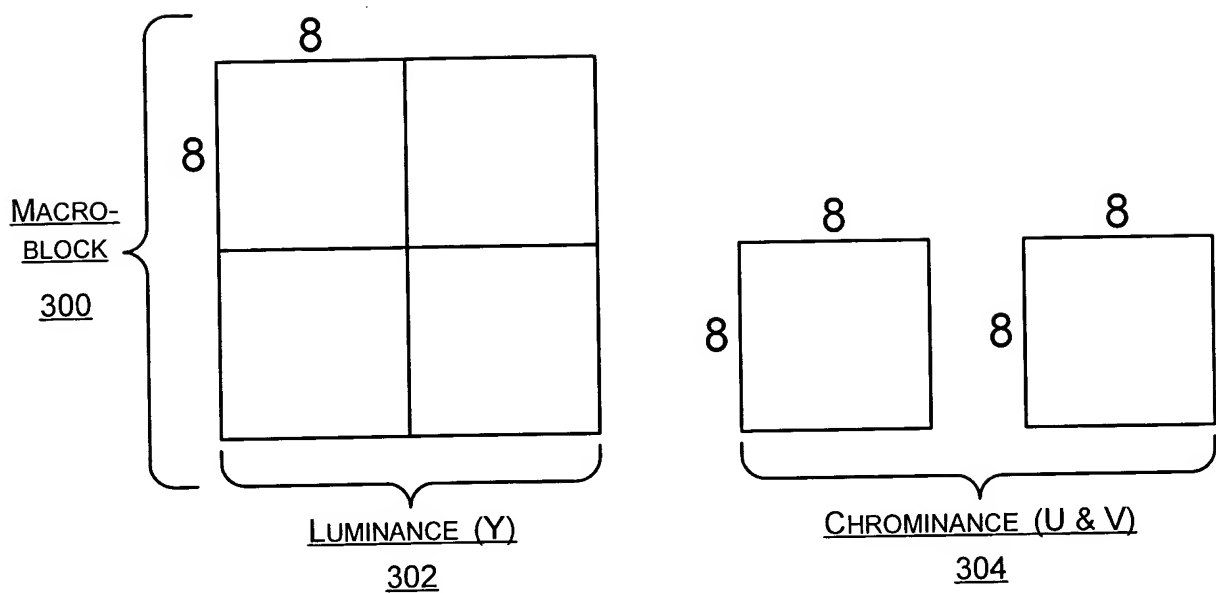 8
8
MACRO-
BLOCK
300
8
8
8
8
LUMINANCE (Y)
302
CHROMINANCE (U & V)
304